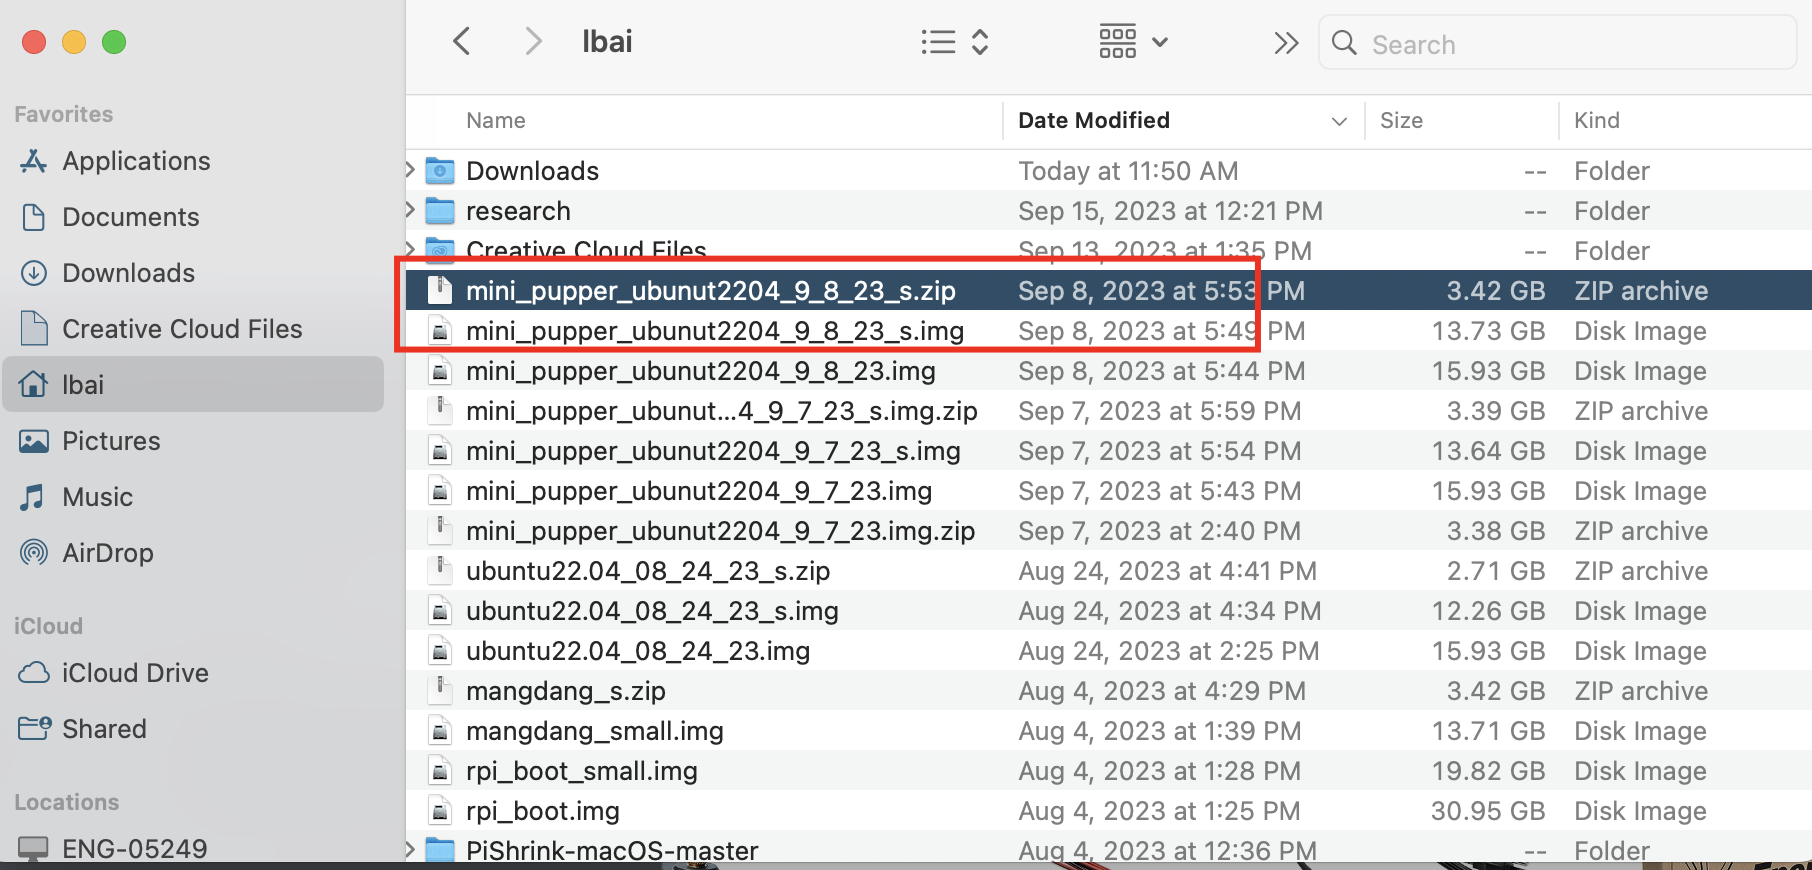 lbai
Search
Favorites
Applications
Documents
Downloads
Creative Cloud Files
lbai
Pictures
Music
AirDrop
iCloud
iCloud Drive
Shared
Locations
ENG-05249
Name Date Modified Size Kind
Downloads Today at 11:50 AM -- Folder
research Sep 15, 2023 at 12:21 PM -- Folder
Creative Cloud Files Sep 13, 2023 at 1:35 PM -- Folder
mini_pupper_ubunut2204_9_8_23_s.zip Sep 8, 2023 at 5:53 PM 3.42 GB ZIP archive
mini_pupper_ubunut2204_9_8_23_s.img Sep 8, 2023 at 5:49 PM 13.73 GB Disk Image
mini_pupper_ubunut2204_9_8_23.img Sep 8, 2023 at 5:44 PM 15.93 GB Disk Image
mini_pupper_ubunut...4_9_7_23_s.img.zip Sep 7, 2023 at 5:59 PM 3.39 GB ZIP archive
mini_pupper_ubunut2204_9_7_23_s.img Sep 7, 2023 at 5:54 PM 13.64 GB Disk Image
mini_pupper_ubunut2204_9_7_23.img Sep 7, 2023 at 5:43 PM 15.93 GB Disk Image
mini_pupper_ubunut2204_9_7_23.img.zip Sep 7, 2023 at 2:40 PM 3.38 GB ZIP archive
ubuntu22.04_08_24_23_s.zip Aug 24, 2023 at 4:41 PM 2.71 GB ZIP archive
ubuntu22.04_08_24_23_s.img Aug 24, 2023 at 4:34 PM 12.26 GB Disk Image
ubuntu22.04_08_24_23.img Aug 24, 2023 at 2:25 PM 15.93 GB Disk Image
mangdang_s.zip Aug 4, 2023 at 4:29 PM 3.42 GB ZIP archive
mangdang_small.img Aug 4, 2023 at 1:39 PM 13.71 GB Disk Image
rpi_boot_small.img Aug 4, 2023 at 1:28 PM 19.82 GB Disk Image
rpi_boot.img Aug 4, 2023 at 1:25 PM 30.95 GB Disk Image
PiShrink-macOS-master Aug 4, 2023 at 12:36 PM -- Folder